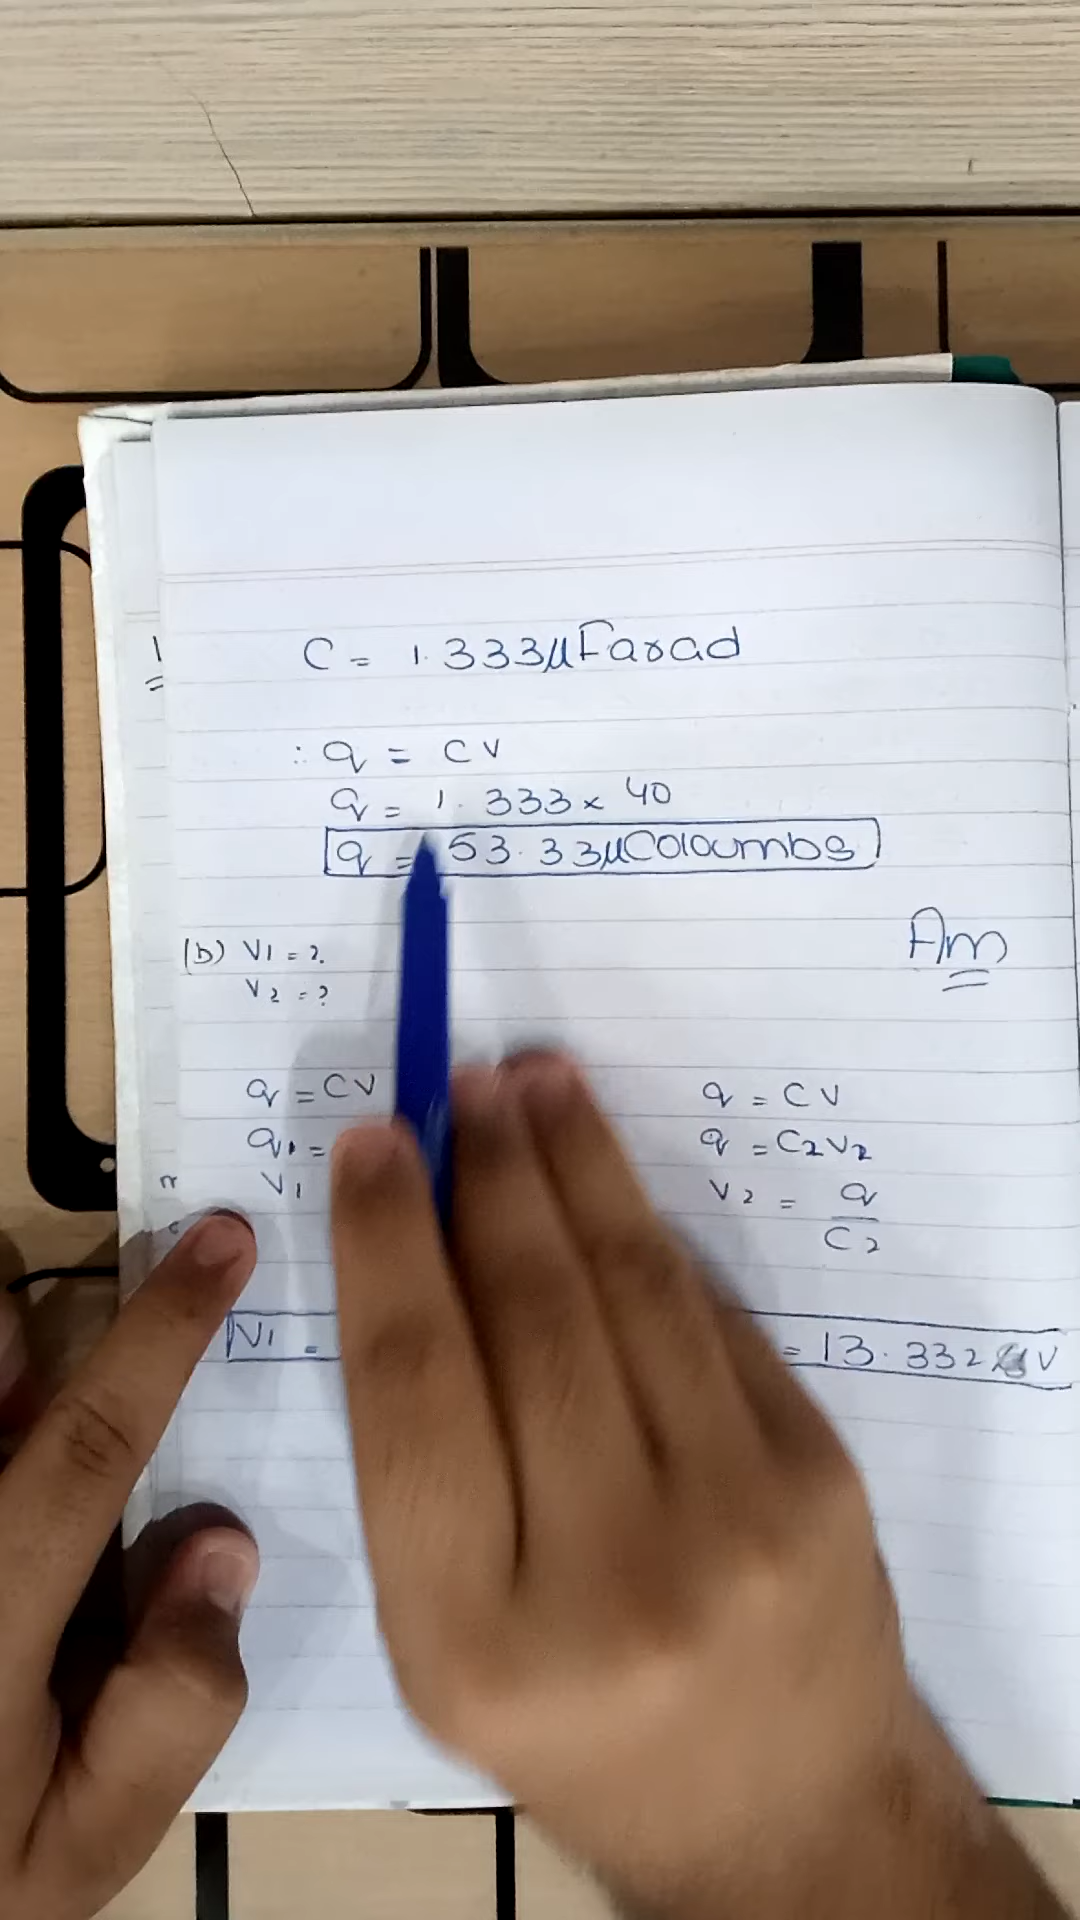 C = 1.333μFarad
∴ q = CV
q = 1.333 × 40
q = 53.33μColoumbs
Ans
(b) V1 = ?
V2 = ?
q = CV
q1 =
V1
q = CV
q = C2V2
V2 = q
C2
V1 =
= 13.332 V